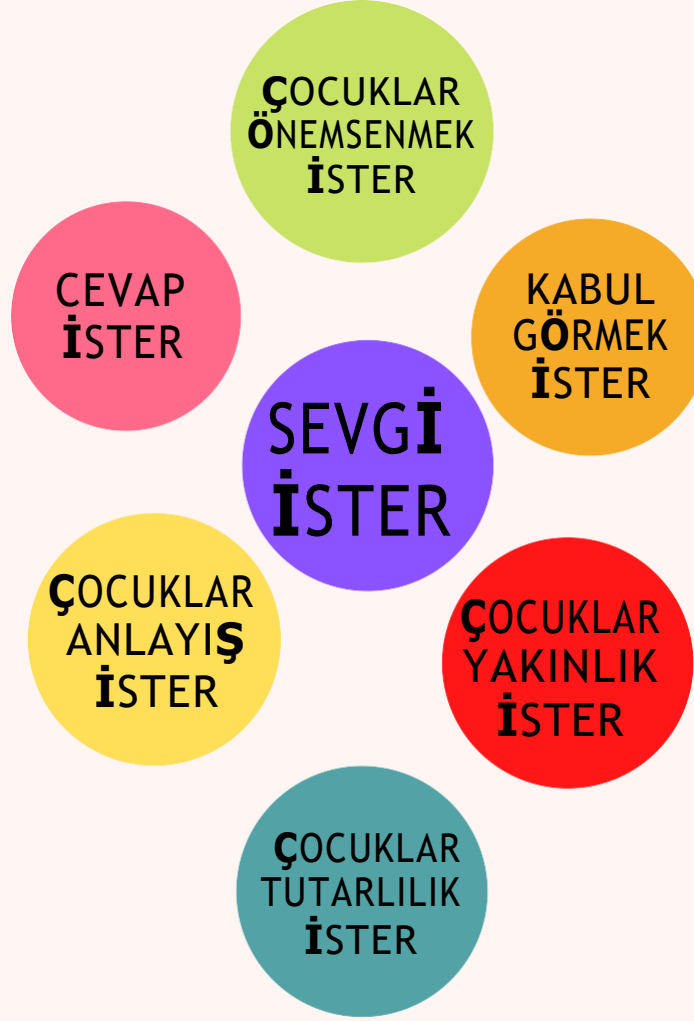 ÇOCUKLAR
ÖNEMSENMEK
İSTER
CEVAP
İSTER
KABUL
GÖRMEK
İSTER
SEVGİ
İSTER
ÇOCUKLAR
ANLAYIŞ
İSTER
ÇOCUKLAR
YAKINLIK
İSTER
ÇOCUKLAR
TUTARLILIK
İSTER